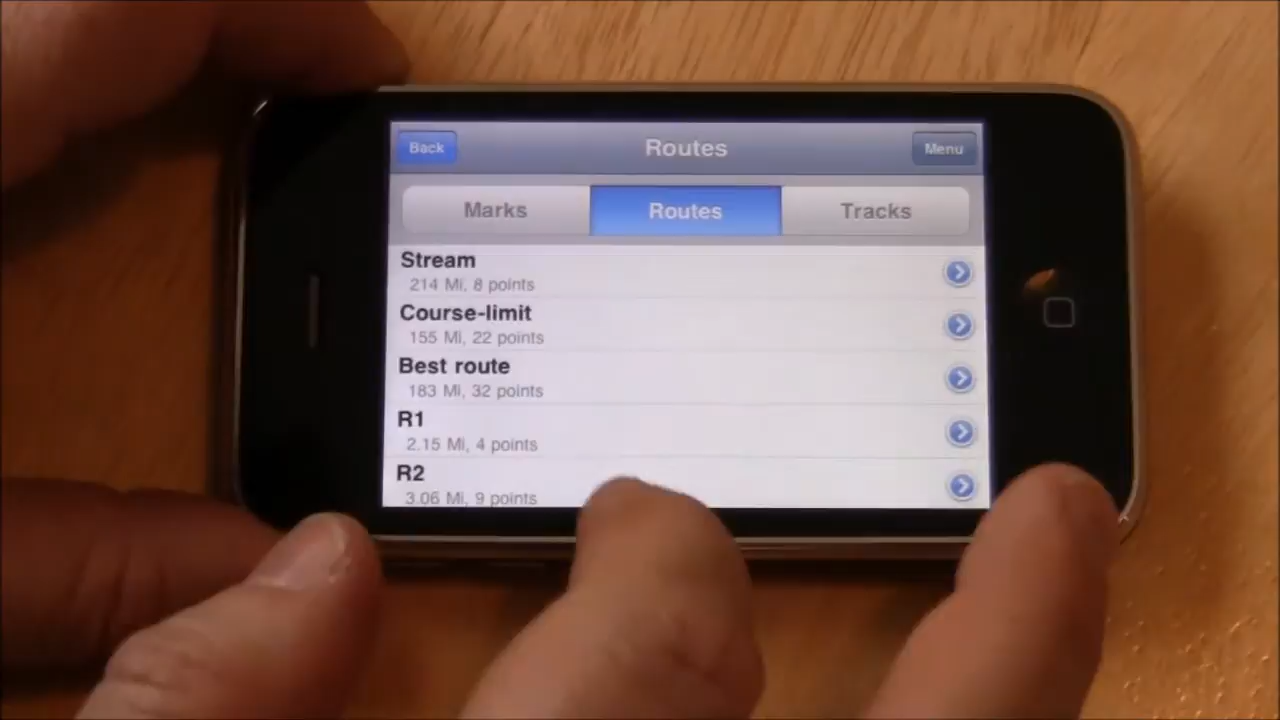 Back
Routes
Menu
Marks
Routes
Tracks
Stream
214 Mi, 8 points
Course-limit
155 Mi, 22 points
Best route
183 Mi, 32 points
R1
2.15 Mi, 4 points
R2
3.06 Mi, 9 points